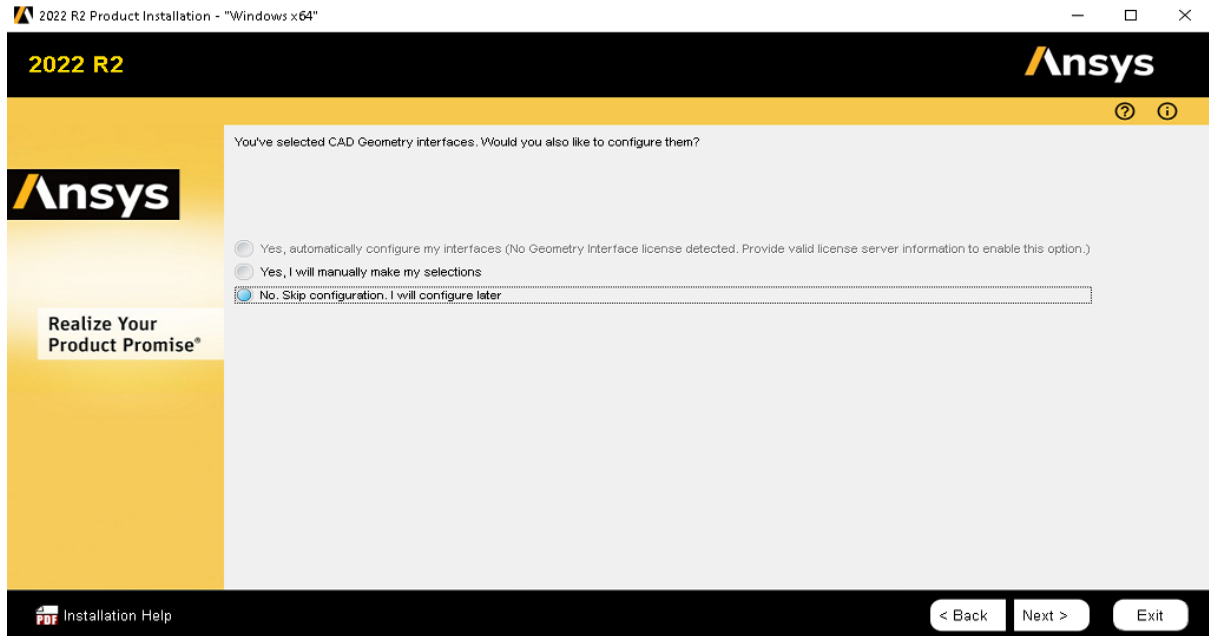 2022 R2 Product Installation - "Windows x64"
2022 R2
Ansys
You've selected CAD Geometry interfaces. Would you also like to configure them?
Ansys
Yes, automatically configure my interfaces (No Geometry Interface license detected. Provide valid license server information to enable this option.)
Yes, I will manually make my selections
No. Skip configuration. I will configure later
Realize Your
Product Promise®
PDF Installation Help
< Back Next > Exit